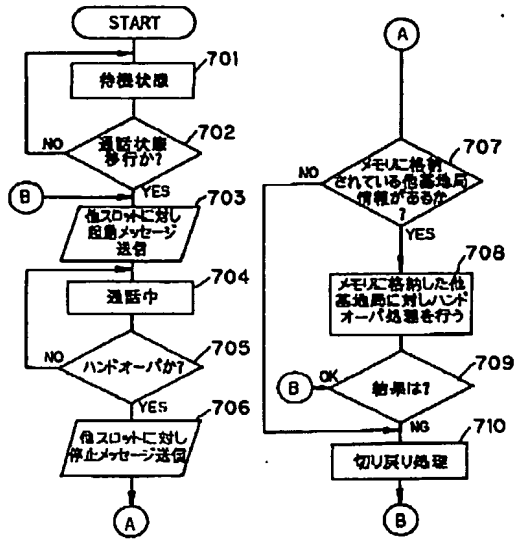 START
701
待機状態
702
通話状態
移行か?
NO
YES
B
703
他スロットに対し
起動メッセージ
送信
704
通話中
705
NO
ハンドオーバか?
YES
706
他スロットに対し
停止メッセージ送信
A
A
707
NO
メモリに格納
されている他基地局
情報があるか
?
YES
708
メモリに格納した他
基地局に対しハンド
オーバ処理を行う
709
B
OK
結果は?
NG
710
切り戻り処理
B